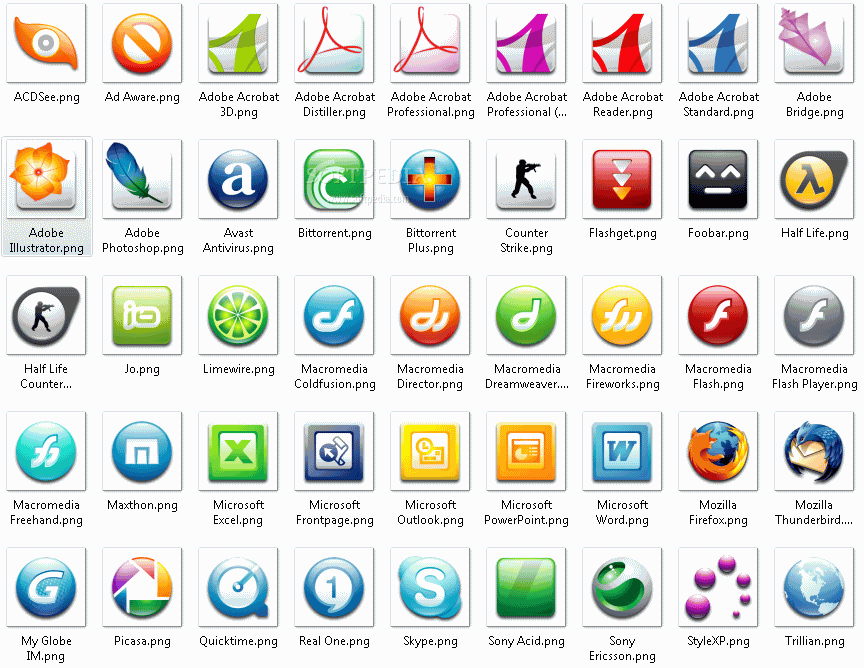 ACDSee.png
Ad Aware.png
Adobe Acrobat
3D.png
Adobe Acrobat
Distiller.png
Adobe Acrobat
Professional.png
Adobe Acrobat
Professional (...
Adobe Acrobat
Reader.png
Adobe Acrobat
Standard.png
Adobe
Bridge.png
a
SOFTPEDIA
www.softpedia.com
Adobe
Illustrator.png
Adobe
Photoshop.png
Avast
Antivirus.png
Bittorrent.png
Bittorrent
Plus.png
Counter
Strike.png
Flashget.png
Foobar.png
Half Life.png
Half Life
Counter...
Jo.png
Limewire.png
Macromedia
Coldfusion.png
Macromedia
Director.png
Macromedia
Dreamweaver....
Macromedia
Fireworks.png
Macromedia
Flash.png
Macromedia
Flash Player.png
X
W
Macromedia
Freehand.png
Maxthon.png
Microsoft
Excel.png
Microsoft
Frontpage.png
Microsoft
Outlook.png
Microsoft
PowerPoint.png
Microsoft
Word.png
Mozilla
Firefox.png
Mozilla
Thunderbird....
G
1
S
My Globe
IM.png
Picasa.png
Quicktime.png
Real One.png
Skype.png
Sony Acid.png
Sony
Ericsson.png
StyleXP.png
Trillian.png